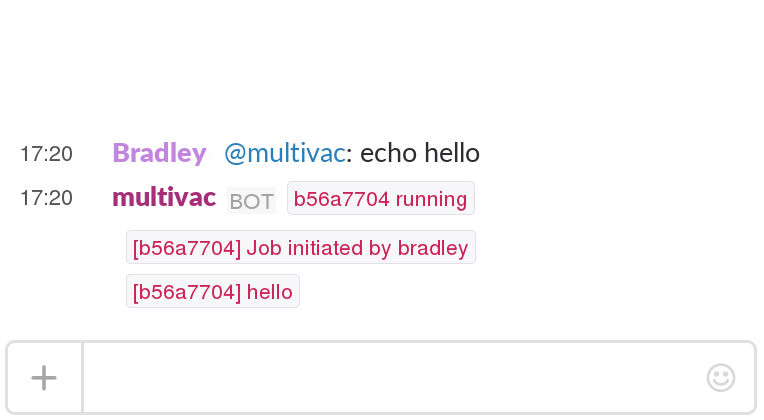 17:20 Bradley @multivac: echo hello
17:20 multivac BOT b56a7704 running
[b56a7704] Job initiated by bradley
[b56a7704] hello